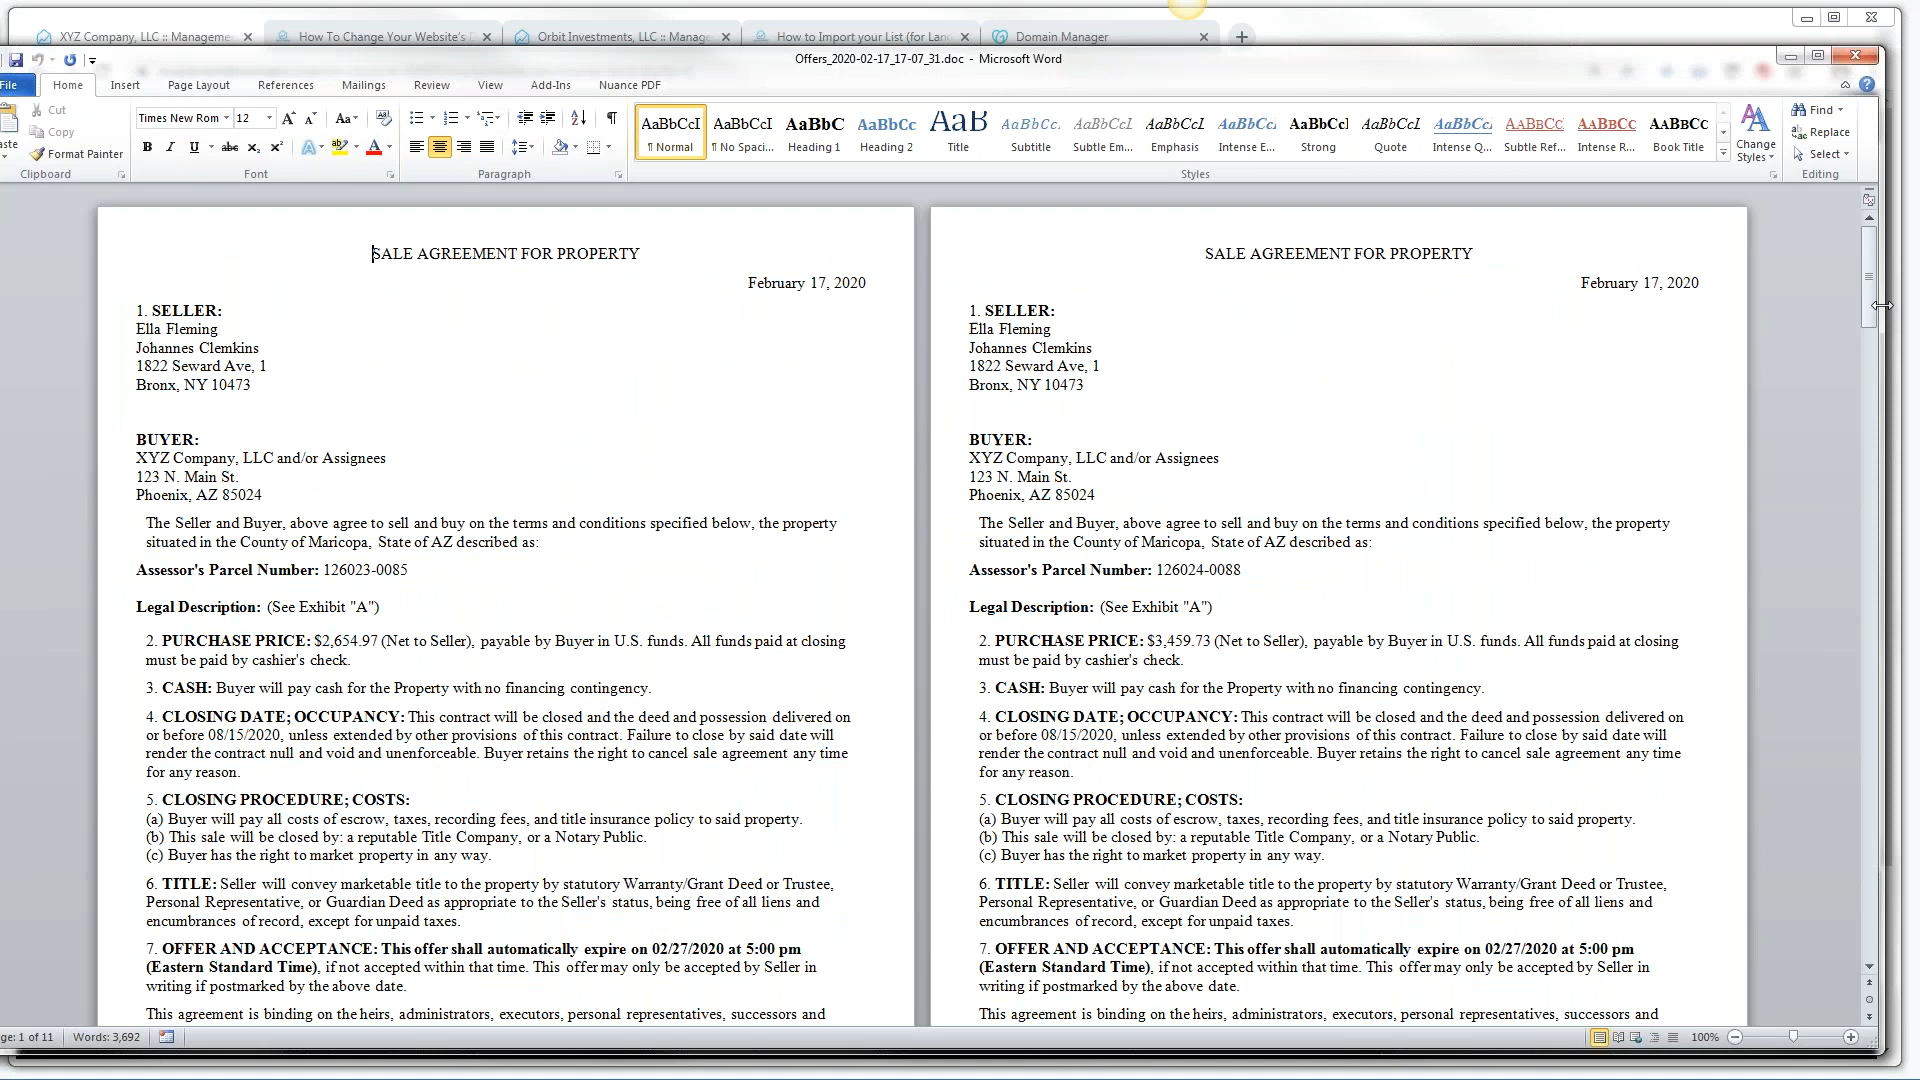 XYZ Company, LLC :: Manageme
How To Change Your Website's
Orbit Investments, LLC :: Manage
How to Import your List (for Lan
Domain Manager
Offers_2020-02-17_17-07_31.doc - Microsoft Word
File
Home
Insert
Page Layout
References
Mailings
Review
View
Add-Ins
Nuance PDF
Cut
Copy
Format Painter
aste
Clipboard
Times New Rom
12
Font
Paragraph
AaBbCcI
¶ Normal
AaBbCcI
¶ No Spaci...
AaBbC
Heading 1
AaBbCc
Heading 2
AaB
Title
AaBbCc.
Subtitle
AaBbCcL
Subtle Em...
AaBbCcL
Emphasis
AaBbCcI
Intense E...
AaBbCcI
Strong
AaBbCcL
Quote
AaBbCcI
Intense Q...
AaBbCc
Subtle Ref...
AaBbCc
Intense R...
AaBbCc
Book Title
Change
Styles
Styles
Find
Replace
Select
Editing
SALE AGREEMENT FOR PROPERTY
February 17, 2020
1. SELLER:
Ella Fleming
Johannes Clemkins
1822 Seward Ave, 1
Bronx, NY 10473
BUYER:
XYZ Company, LLC and/or Assignees
123 N. Main St.
Phoenix, AZ 85024
The Seller and Buyer, above agree to sell and buy on the terms and conditions specified below, the property
situated in the County of Maricopa, State of AZ described as:
Assessor's Parcel Number: 126023-0085
Legal Description: (See Exhibit "A")
2. PURCHASE PRICE: $2,654.97 (Net to Seller), payable by Buyer in U.S. funds. All funds paid at closing
must be paid by cashier's check.
3. CASH: Buyer will pay cash for the Property with no financing contingency.
4. CLOSING DATE; OCCUPANCY: This contract will be closed and the deed and possession delivered on
or before 08/15/2020, unless extended by other provisions of this contract. Failure to close by said date will
render the contract null and void and unenforceable. Buyer retains the right to cancel sale agreement any time
for any reason.
5. CLOSING PROCEDURE; COSTS:
(a) Buyer will pay all costs of escrow, taxes, recording fees, and title insurance policy to said property.
(b) This sale will be closed by: a reputable Title Company, or a Notary Public.
(c) Buyer has the right to market property in any way.
6. TITLE: Seller will convey marketable title to the property by statutory Warranty/Grant Deed or Trustee,
Personal Representative, or Guardian Deed as appropriate to the Seller's status, being free of all liens and
encumbrances of record, except for unpaid taxes.
7. OFFER AND ACCEPTANCE: This offer shall automatically expire on 02/27/2020 at 5:00 pm
(Eastern Standard Time), if not accepted within that time. This offer may only be accepted by Seller in
writing if postmarked by the above date.
This agreement is binding on the heirs, administrators, executors, personal representatives, successors and
SALE AGREEMENT FOR PROPERTY
February 17, 2020
1. SELLER:
Ella Fleming
Johannes Clemkins
1822 Seward Ave, 1
Bronx, NY 10473
BUYER:
XYZ Company, LLC and/or Assignees
123 N. Main St.
Phoenix, AZ 85024
The Seller and Buyer, above agree to sell and buy on the terms and conditions specified below, the property
situated in the County of Maricopa, State of AZ described as:
Assessor's Parcel Number: 126024-0088
Legal Description: (See Exhibit "A")
2. PURCHASE PRICE: $3,459.73 (Net to Seller), payable by Buyer in U.S. funds. All funds paid at closing
must be paid by cashier's check.
3. CASH: Buyer will pay cash for the Property with no financing contingency.
4. CLOSING DATE; OCCUPANCY: This contract will be closed and the deed and possession delivered on
or before 08/15/2020, unless extended by other provisions of this contract. Failure to close by said date will
render the contract null and void and unenforceable. Buyer retains the right to cancel sale agreement any time
for any reason.
5. CLOSING PROCEDURE; COSTS:
(a) Buyer will pay all costs of escrow, taxes, recording fees, and title insurance policy to said property.
(b) This sale will be closed by: a reputable Title Company, or a Notary Public.
(c) Buyer has the right to market property in any way.
6. TITLE: Seller will convey marketable title to the property by statutory Warranty/Grant Deed or Trustee,
Personal Representative, or Guardian Deed as appropriate to the Seller's status, being free of all liens and
encumbrances of record, except for unpaid taxes.
7. OFFER AND ACCEPTANCE: This offer shall automatically expire on 02/27/2020 at 5:00 pm
(Eastern Standard Time), if not accepted within that time. This offer may only be accepted by Seller in
writing if postmarked by the above date.
This agreement is binding on the heirs, administrators, executors, personal representatives, successors and
ge: 1 of 11
Words: 3,692
100%